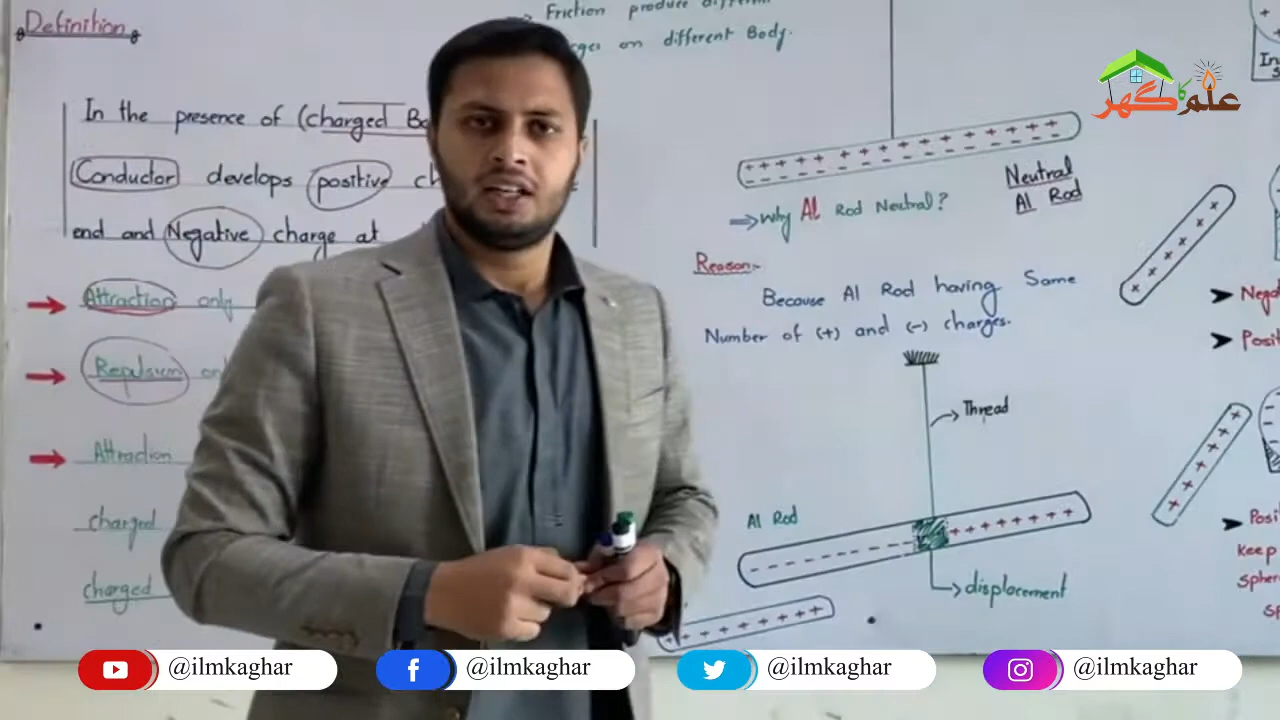 Definition
In the presence of (charged
Conductor develops positive
end and Negative charge at
Attraction only
Repulsion
Attraction
charged
charged
Friction produce
on different Body.
+ + + + + + + + + + + + + + +
− − − − − − − − − − − − − −
Neutral
Al Rod
⇒ Why Al Rod Neutral?
Reason:-
Because Al Rod having Same
Number of (+) and (-) charges.
Thread
Al Rod
displacement
علم کا گھر
@ilmkaghar
@ilmkaghar
@ilmkaghar
@ilmkaghar